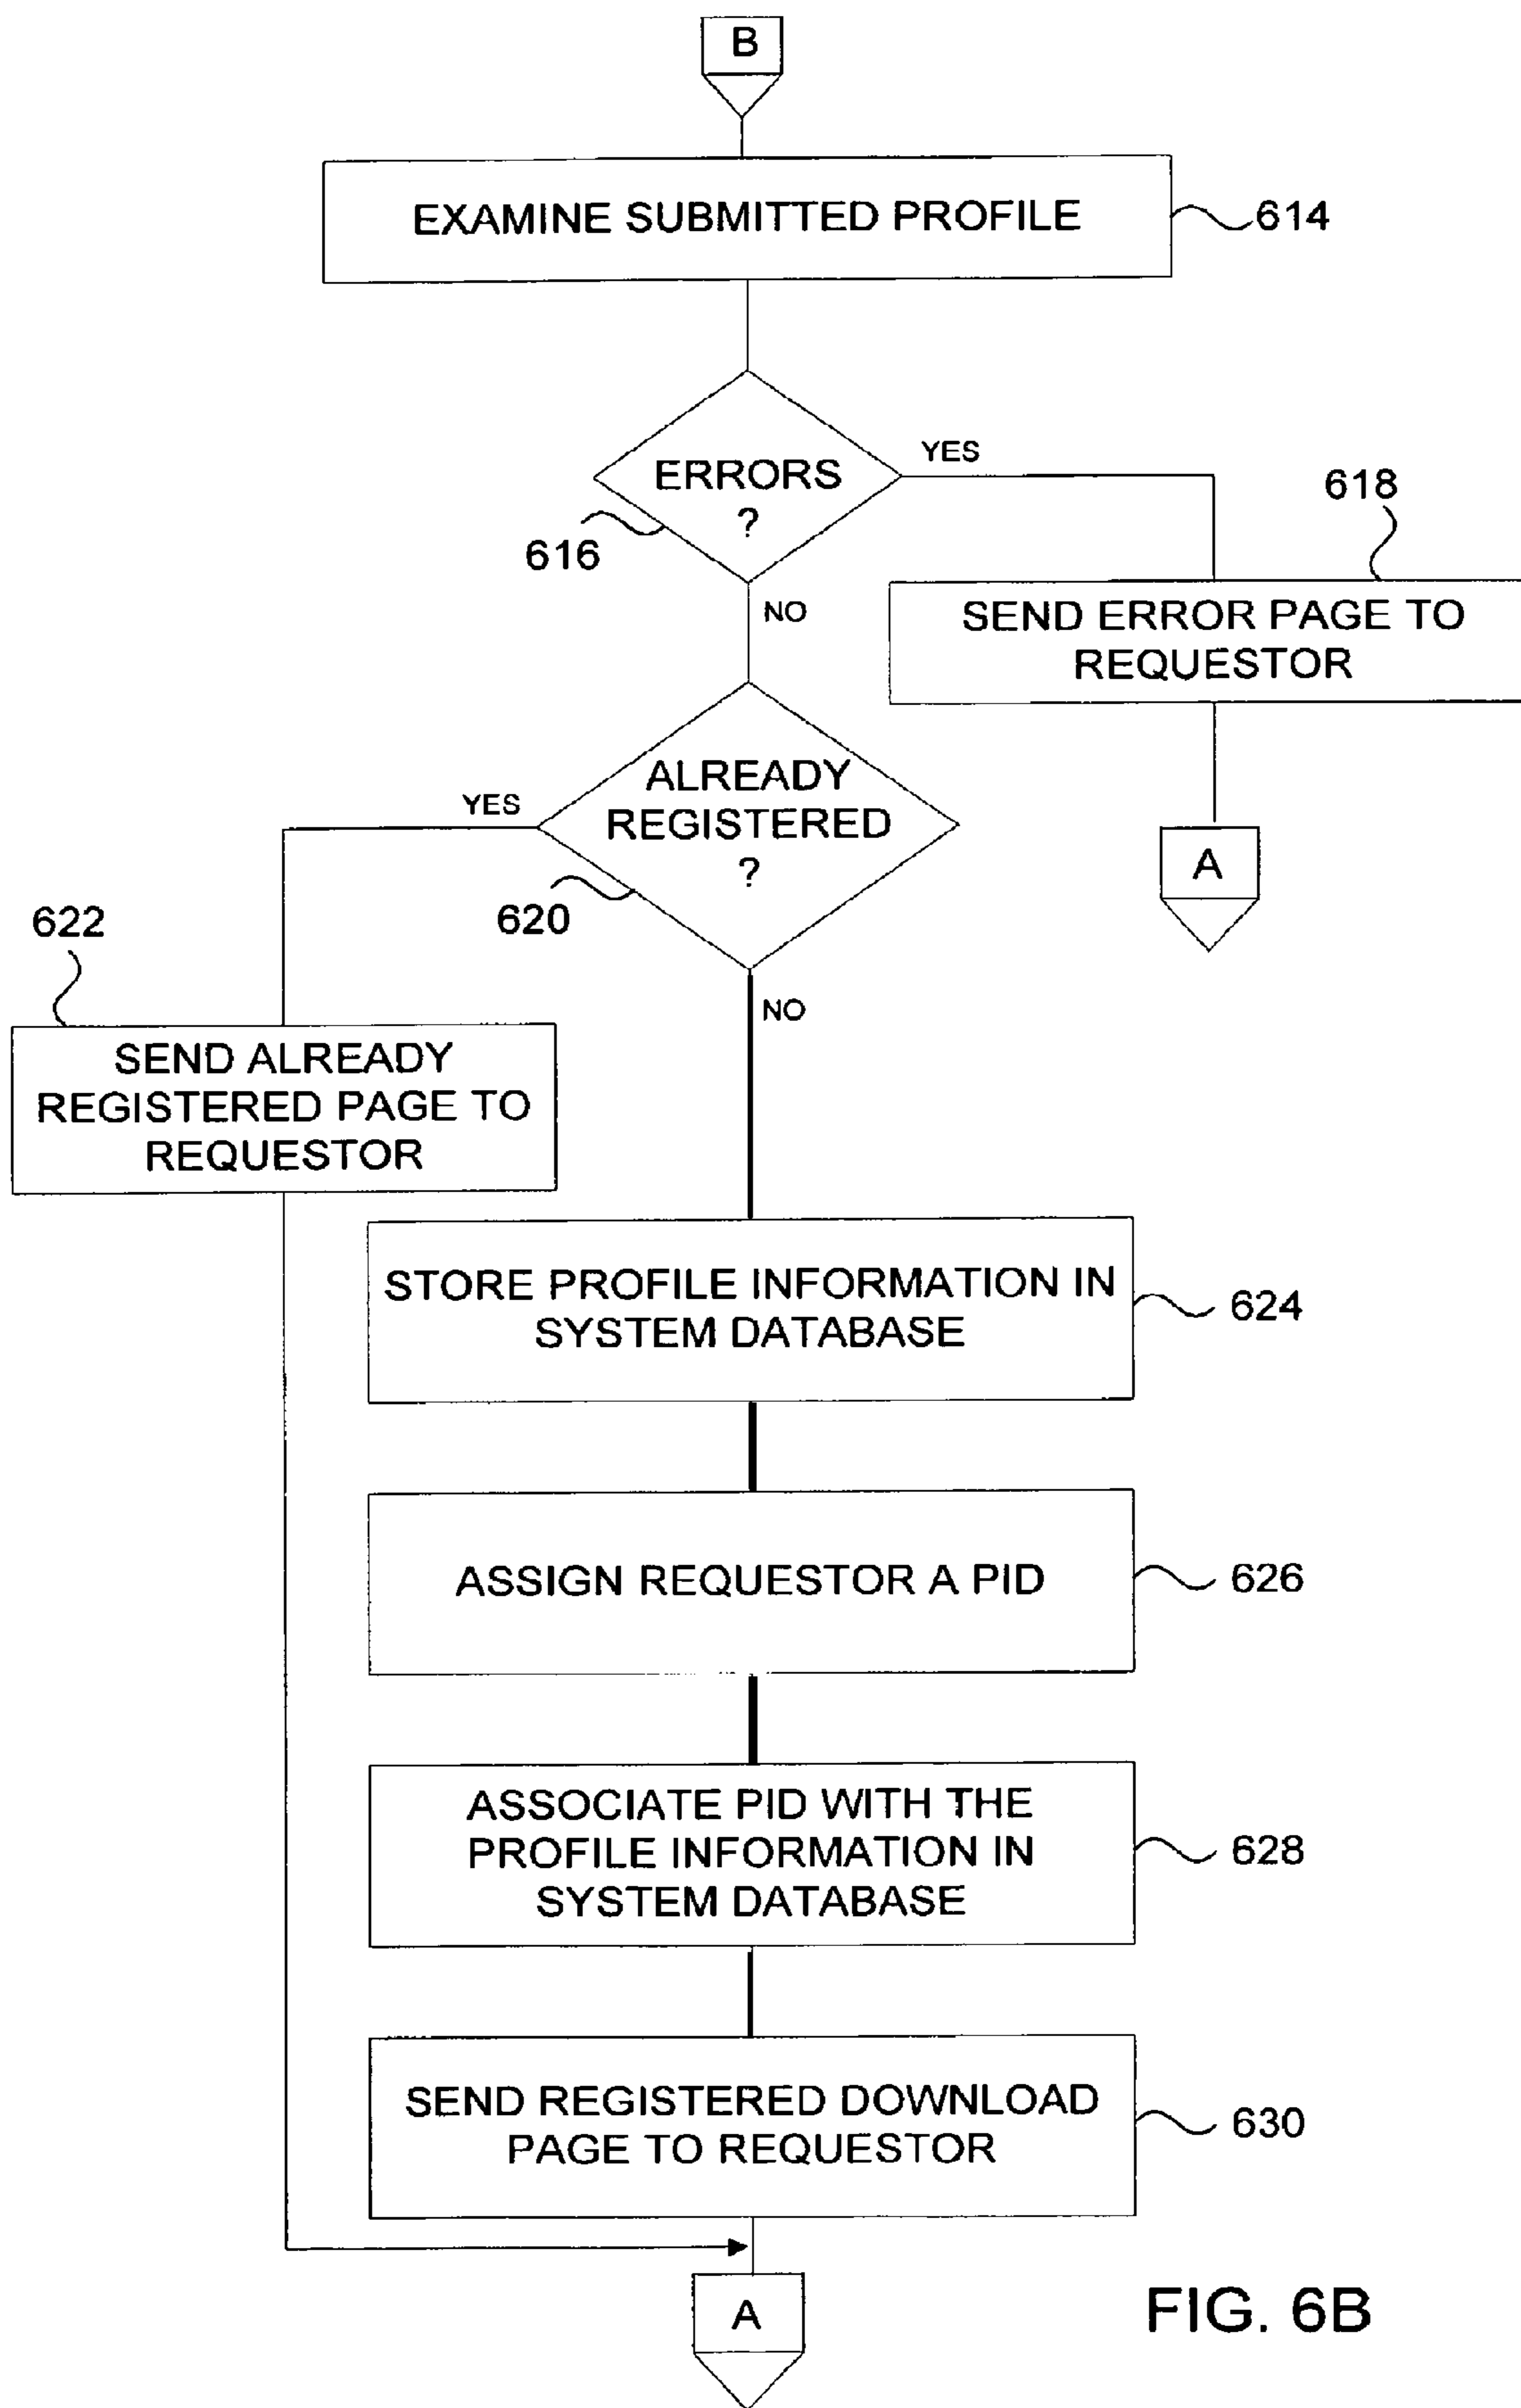 B
EXAMINE SUBMITTED PROFILE
614
ERRORS
?
616
YES
NO
618
SEND ERROR PAGE TO
REQUESTOR
A
ALREADY
REGISTERED
?
620
YES
NO
622
SEND ALREADY
REGISTERED PAGE TO
REQUESTOR
STORE PROFILE INFORMATION IN
SYSTEM DATABASE
624
ASSIGN REQUESTOR A PID
626
ASSOCIATE PID WITH THE
PROFILE INFORMATION IN
SYSTEM DATABASE
628
SEND REGISTERED DOWNLOAD
PAGE TO REQUESTOR
630
A
FIG. 6B